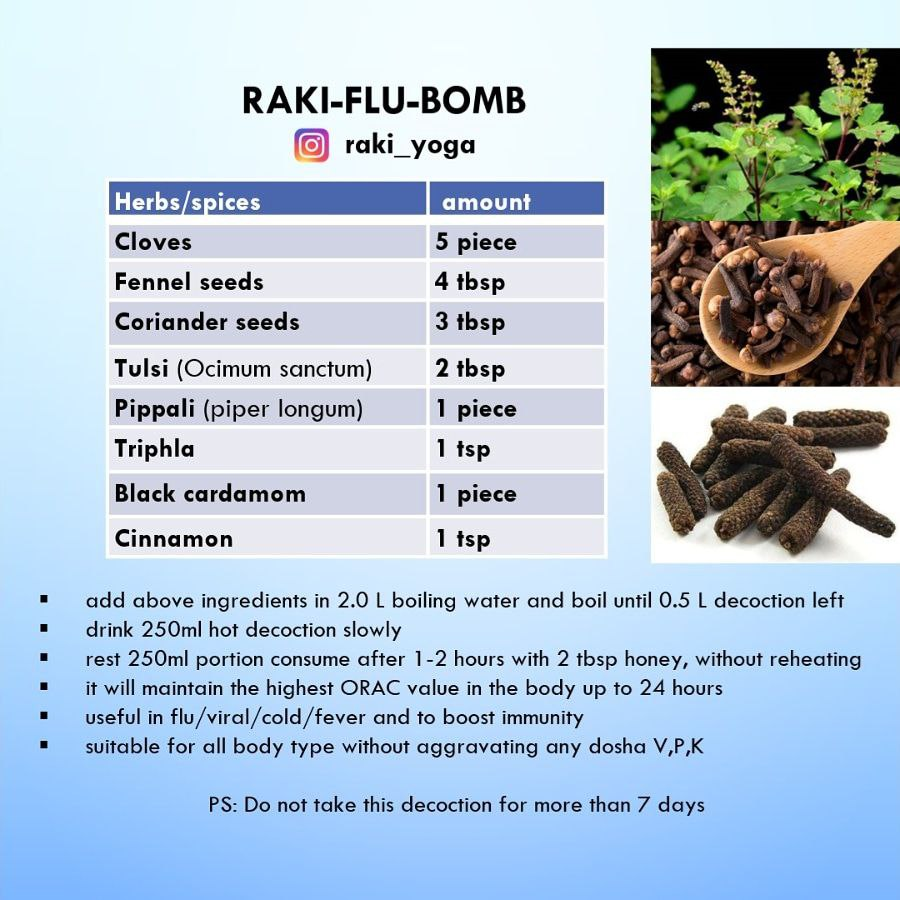 RAKI-FLU-BOMB
raki_yoga
Herbs/spices amount
Cloves 5 piece
Fennel seeds 4 tbsp
Coriander seeds 3 tbsp
Tulsi (Ocimum sanctum) 2 tbsp
Pippali (piper longum) 1 piece
Triphla 1 tsp
Black cardamom 1 piece
Cinnamon 1 tsp
▪ add above ingredients in 2.0 L boiling water and boil until 0.5 L decoction left
▪ drink 250ml hot decoction slowly
▪ rest 250ml portion consume after 1-2 hours with 2 tbsp honey, without reheating
▪ it will maintain the highest ORAC value in the body up to 24 hours
▪ useful in flu/viral/cold/fever and to boost immunity
▪ suitable for all body type without aggravating any dosha V,P,K
PS: Do not take this decoction for more than 7 days